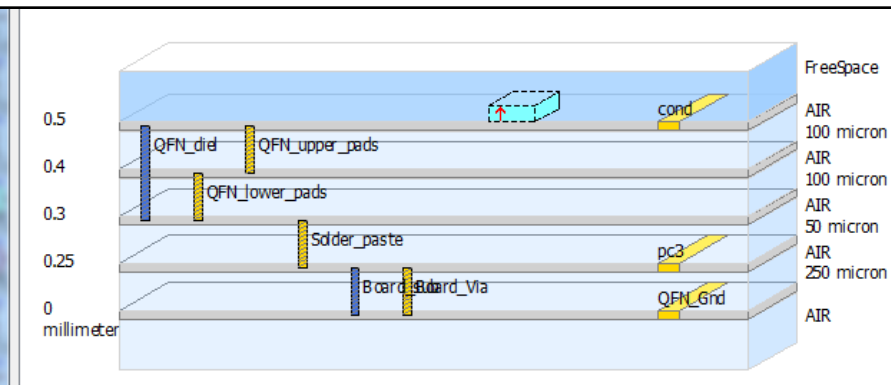 FreeSpace
0.5 cond AIR
100 micron
QFN_diel QFN_upper_pads
0.4 AIR
100 micron
QFN_lower_pads
0.3 AIR
50 micron
Solder_paste
0.25 pc3 AIR
250 micron
Board_sub Board_Via
QFN_Gnd
0 AIR
millimeter